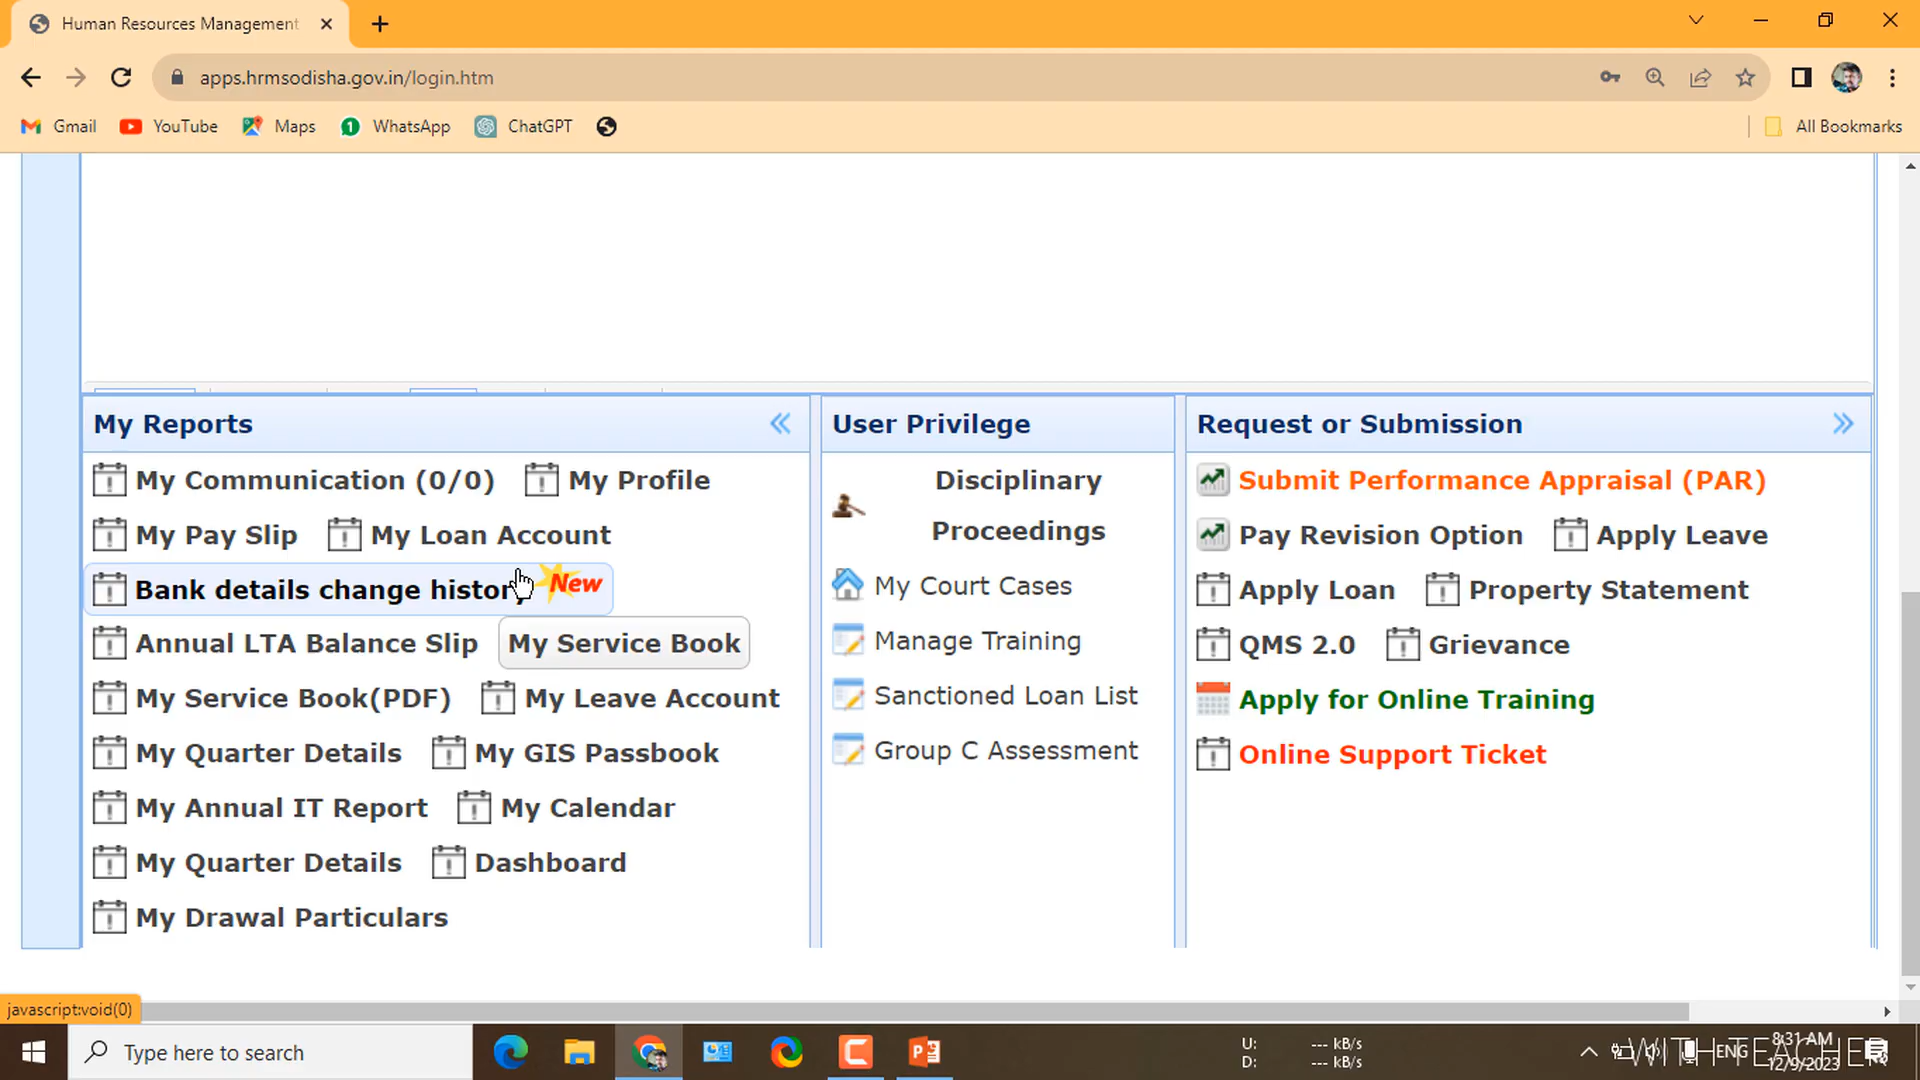 Human Resources Management
apps.hrmsodisha.gov.in/login.htm
Gmail YouTube Maps WhatsApp ChatGPT All Bookmarks
My Reports
My Communication (0/0) My Profile
My Pay Slip My Loan Account
Bank details change history New
Annual LTA Balance Slip My Service Book
My Service Book(PDF) My Leave Account
My Quarter Details My GIS Passbook
My Annual IT Report My Calendar
My Quarter Details Dashboard
My Drawal Particulars
User Privilege
Disciplinary
Proceedings
My Court Cases
Manage Training
Sanctioned Loan List
Group C Assessment
Request or Submission
Submit Performance Appraisal (PAR)
Pay Revision Option Apply Leave
Apply Loan Property Statement
QMS 2.0 Grievance
Apply for Online Training
Online Support Ticket
javascript:void(0)
Type here to search
U: --- kB/s
D: --- kB/s
ENG
8:31 AM
12/9/2023
WITH TEACHER